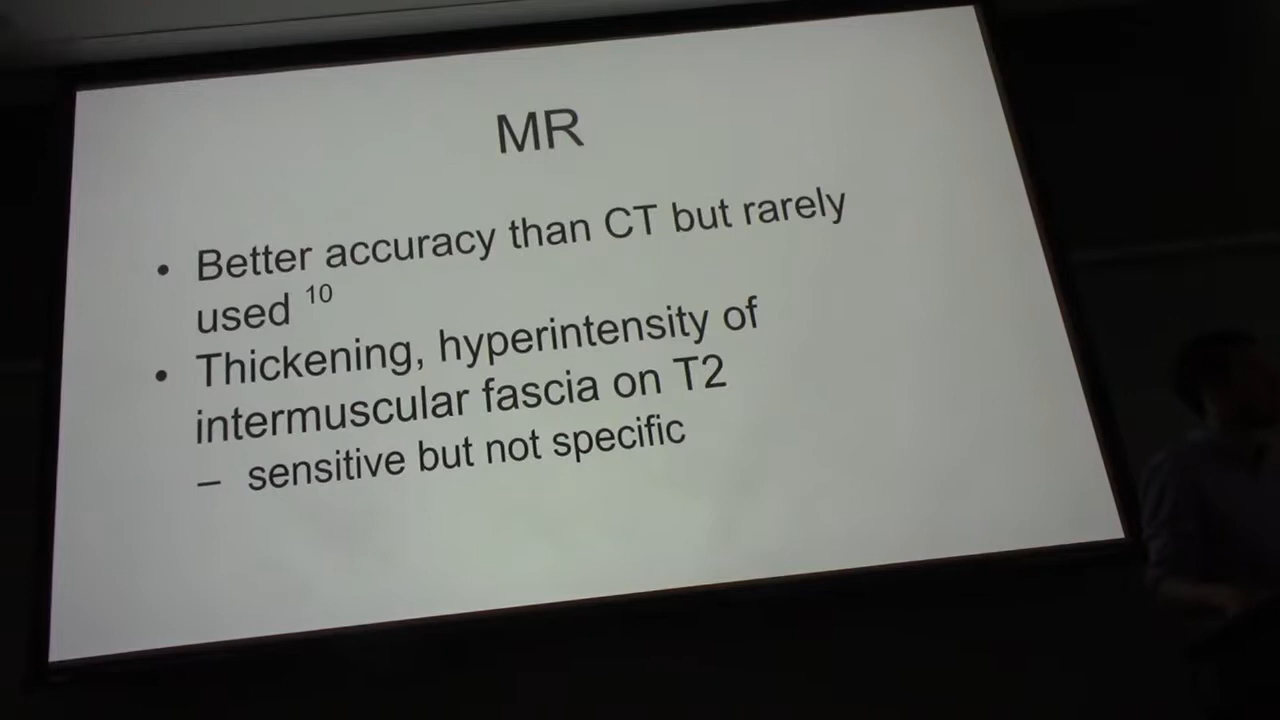 MR
• Better accuracy than CT but rarely
used 10
• Thickening, hyperintensity of
intermuscular fascia on T2
– sensitive but not specific